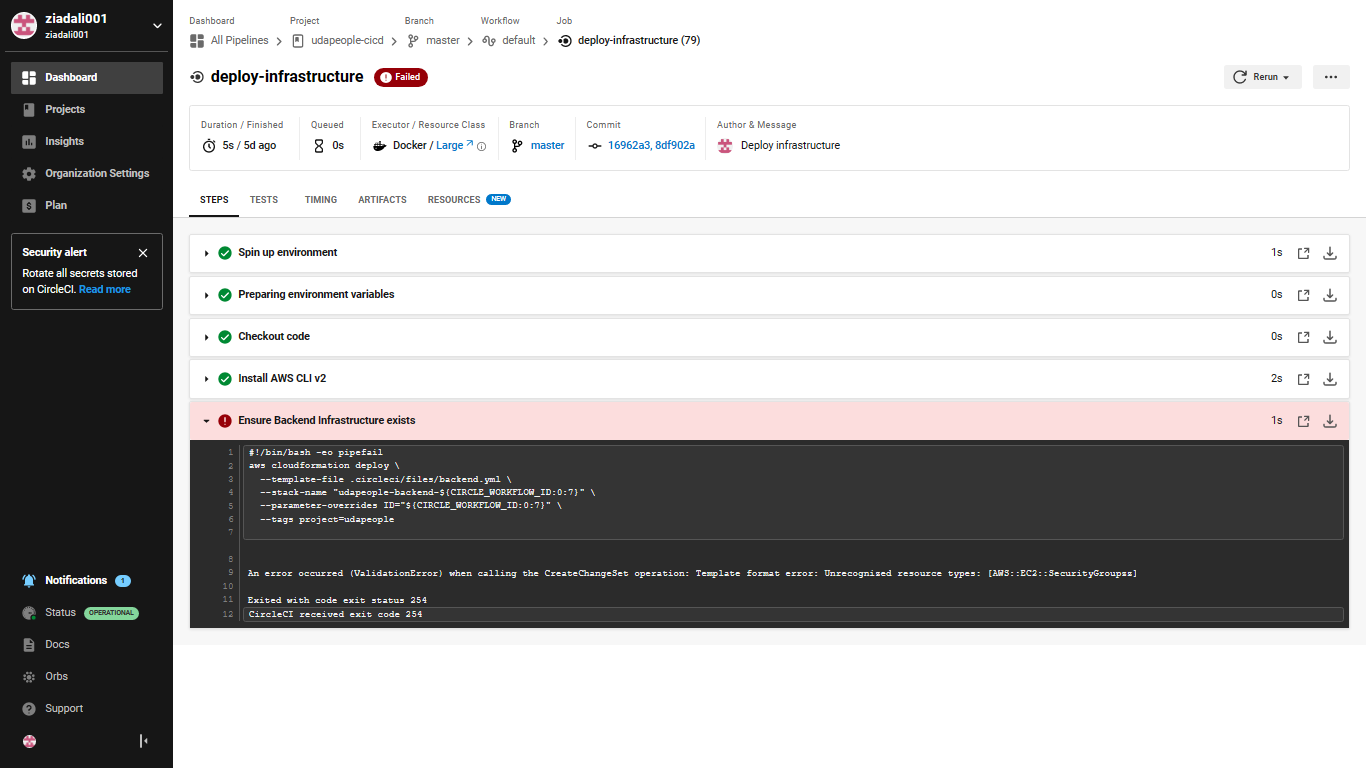 ziadali001
ziadali001
Dashboard
Projects
Insights
Organization Settings
Plan
Security alert
Rotate all secrets stored
on CircleCI. Read more
Notifications 1
Status OPERATIONAL
Docs
Orbs
Support
Dashboard Project Branch Workflow Job
All Pipelines udapeople-cicd master default deploy-infrastructure (79)
deploy-infrastructure Failed
Rerun
Duration / Finished Queued Executor / Resource Class Branch Commit Author & Message
5s / 5d ago 0s Docker / Large master 16962a3, 8df902a Deploy infrastructure
STEPS TESTS TIMING ARTIFACTS RESOURCES NEW
Spin up environment 1s
Preparing environment variables 0s
Checkout code 0s
Install AWS CLI v2 2s
Ensure Backend Infrastructure exists 1s
1 #!/bin/bash -eo pipefail
2 aws cloudformation deploy \
3 --template-file .circleci/files/backend.yml \
4 --stack-name "udapeople-backend-${CIRCLE_WORKFLOW_ID:0:7}" \
5 --parameter-overrides ID="${CIRCLE_WORKFLOW_ID:0:7}" \
6 --tags project=udapeople
7
8
9 An error occurred (ValidationError) when calling the CreateChangeSet operation: Template format error: Unrecognized resource types: [AWS::EC2::SecurityGroupzz]
10
11 Exited with code exit status 254
12 CircleCI received exit code 254